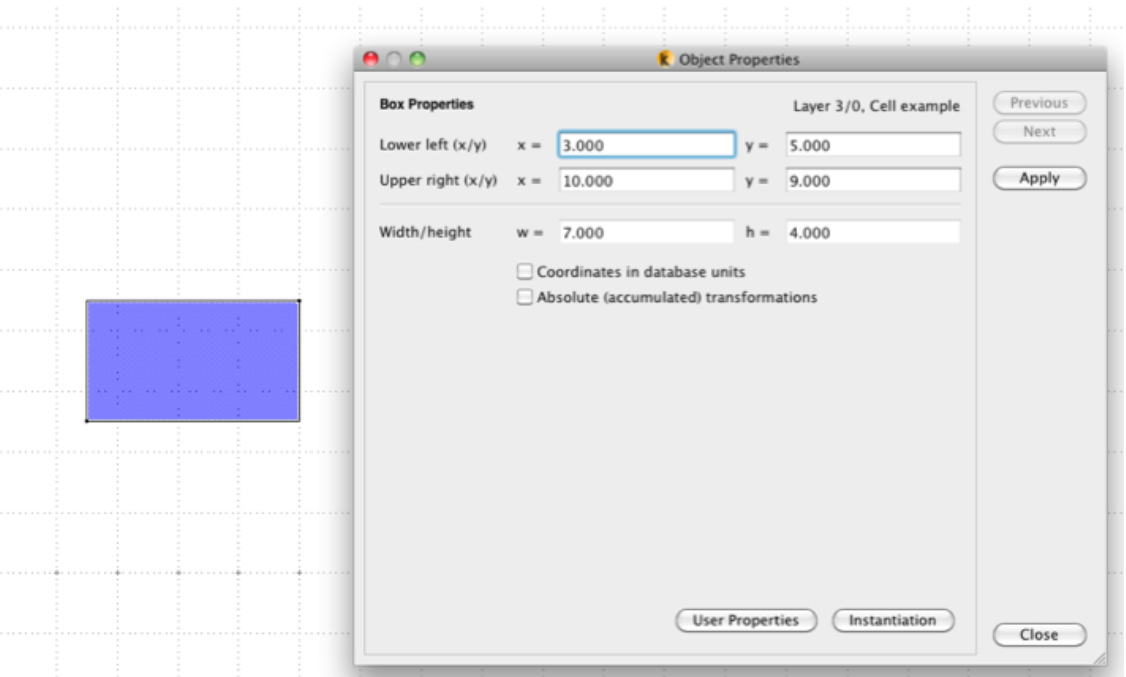 Object Properties
Box Properties
Layer 3/0, Cell example
Lower left (x/y) x = 3.000 y = 5.000
Upper right (x/y) x = 10.000 y = 9.000
Width/height w = 7.000 h = 4.000
Coordinates in database units
Absolute (accumulated) transformations
User Properties
Instantiation
Previous
Next
Apply
Close